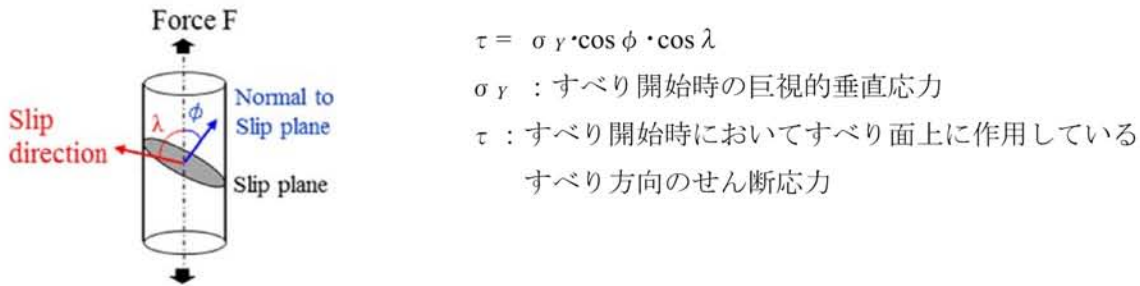 Force F
Slip
direction
λ
ϕ
Normal to
Slip plane
Slip plane
τ = σ Y･cos ϕ ･cos λ
σ Y ：すべり開始時の巨視的垂直応力
τ ：すべり開始時においてすべり面上に作用している
すべり方向のせん断応力